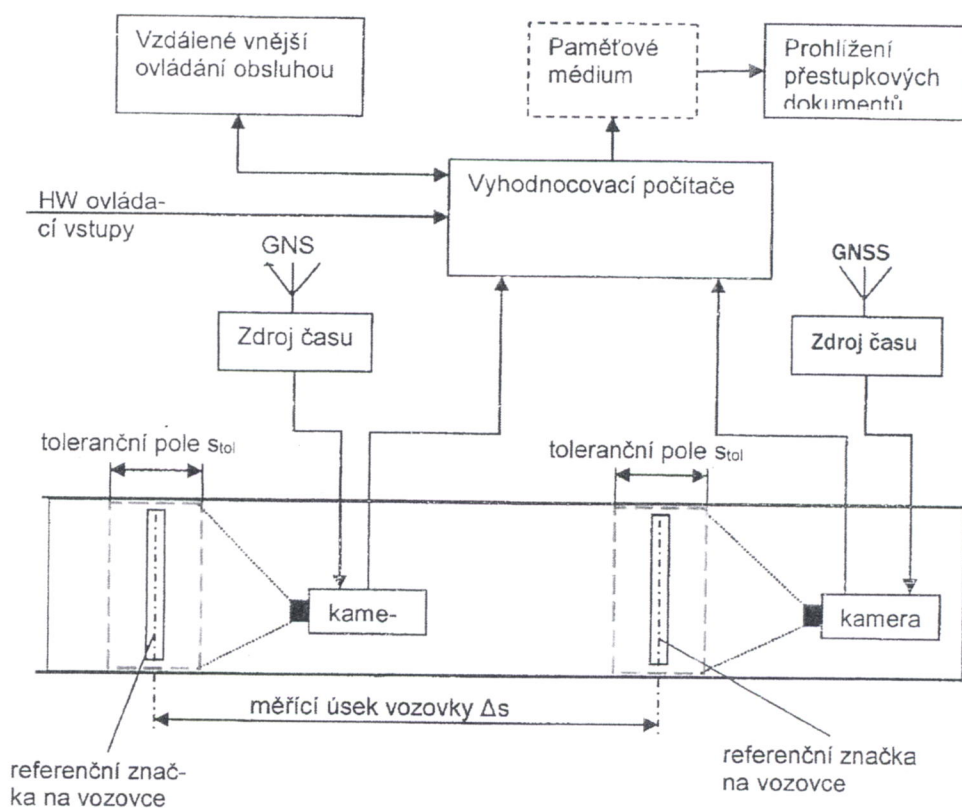 Vzdálené vnější
ovládání obsluhou
Paměťové
médium
Prohlížení
přestupkových
dokumentů
Vyhodnocovací počítače
HW ovláda-
cí vstupy
GNS
GNSS
Zdroj času
Zdroj času
toleranční pole stol
toleranční pole stol
kame-
kamera
měřící úsek vozovky Δs
referenční znač-
ka na vozovce
referenční značka
na vozovce